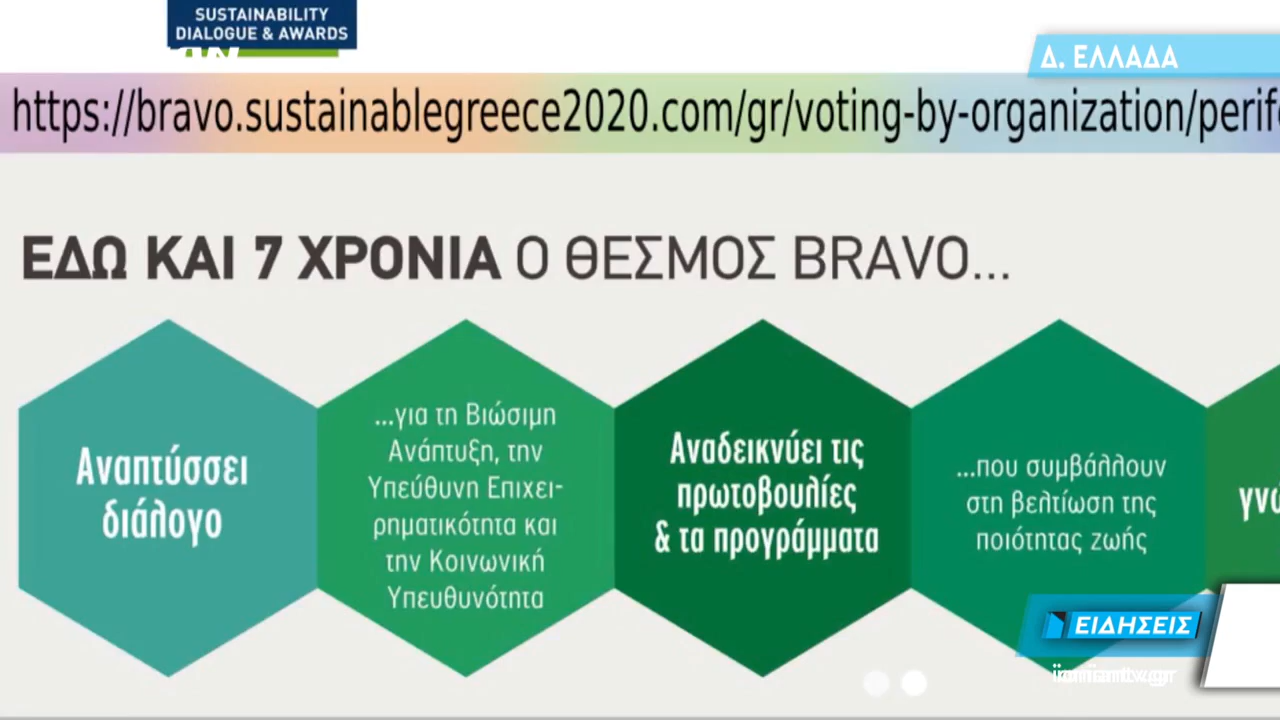 SUSTAINABILITY
DIALOGUE & AWARDS
Δ. ΕΛΛΑΔΑ
https://bravo.sustainablegreece2020.com/gr/voting-by-organization/perife
ΕΔΩ ΚΑΙ 7 ΧΡΟΝΙΑ Ο ΘΕΣΜΟΣ BRAVO...
Αναπτύσσει
διάλογο
...για τη Βιώσιμη
Ανάπτυξη, την
Υπεύθυνη Επιχει-
ρηματικότητα και
την Κοινωνική
Υπευθυνότητα
Αναδεικνύει τις
πρωτοβουλίες
& τα προγράμματα
...που συμβάλλουν
στη βελτίωση της
ποιότητας ζωής
γνώ
ΕΙΔΗΣΕΙΣ